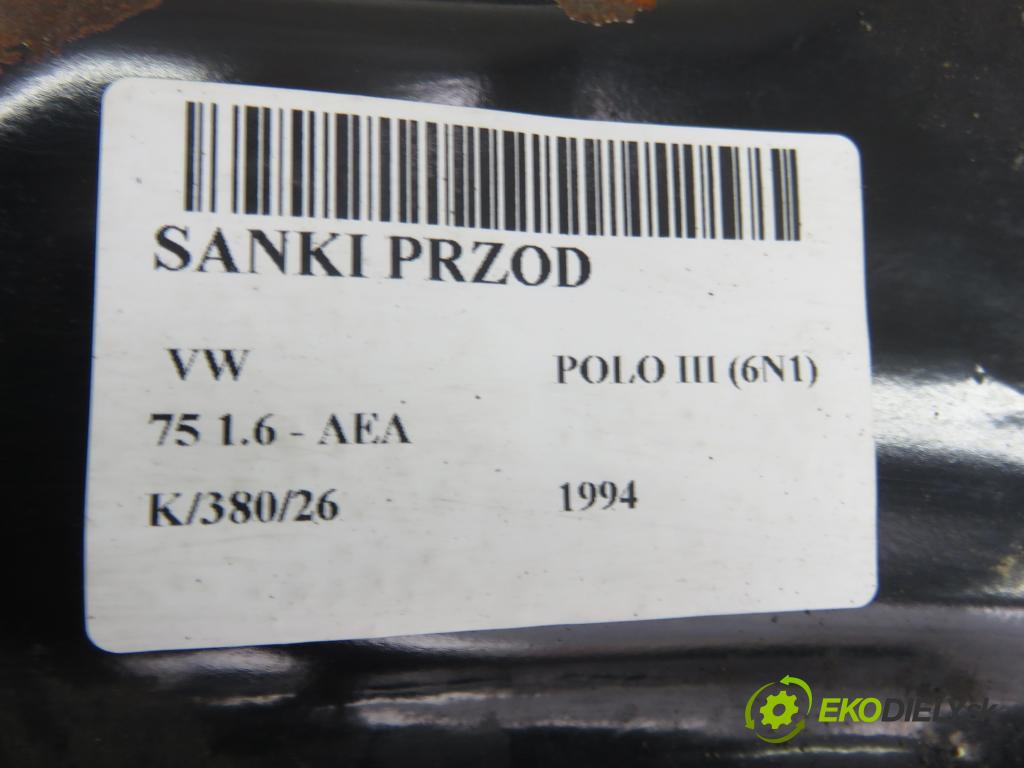 SANKI PRZOD
VW POLO III (6N1)
75 1.6 - AEA
K/380/26 1994
EKODIELY.sk